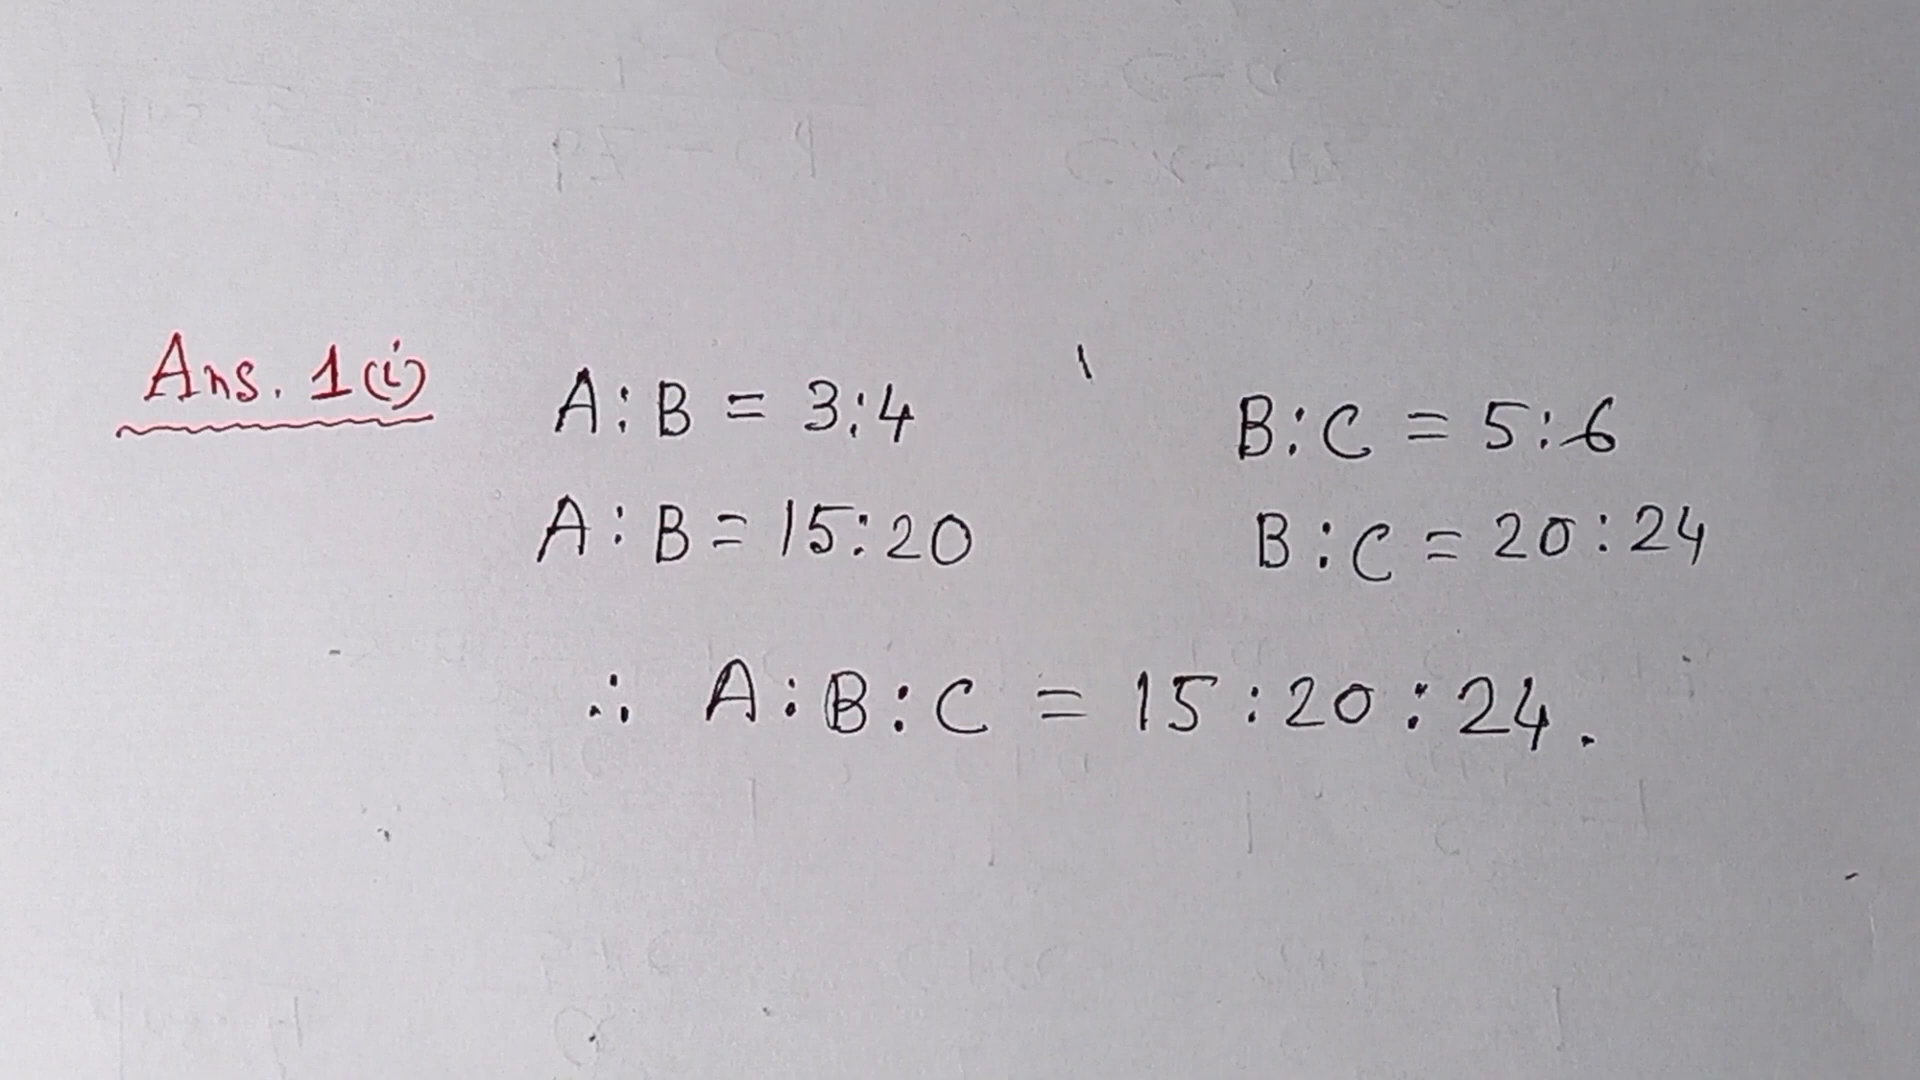 Ans. 1(i) A:B = 3:4 , B:C = 5:6
A:B = 15:20 B:C = 20:24
∴ A:B:C = 15:20:24.